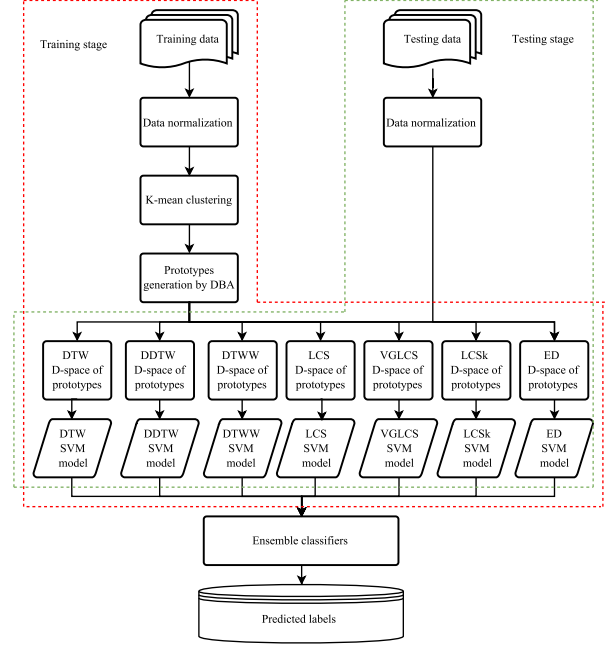 Training stage
Training data
Testing data
Testing stage
Data normalization
Data normalization
K-mean clustering
Prototypes
generation by DBA
DTW
D-space of
prototypes
DDTW
D-space of
prototypes
DTWW
D-space of
prototypes
LCS
D-space of
prototypes
VGLCS
D-space of
prototypes
LCSk
D-space of
prototypes
ED
D-space of
prototypes
DTW
SVM
model
DDTW
SVM
model
DTWW
SVM
model
LCS
SVM
model
VGLCS
SVM
model
LCSk
SVM
model
ED
SVM
model
Ensemble classifiers
Predicted labels